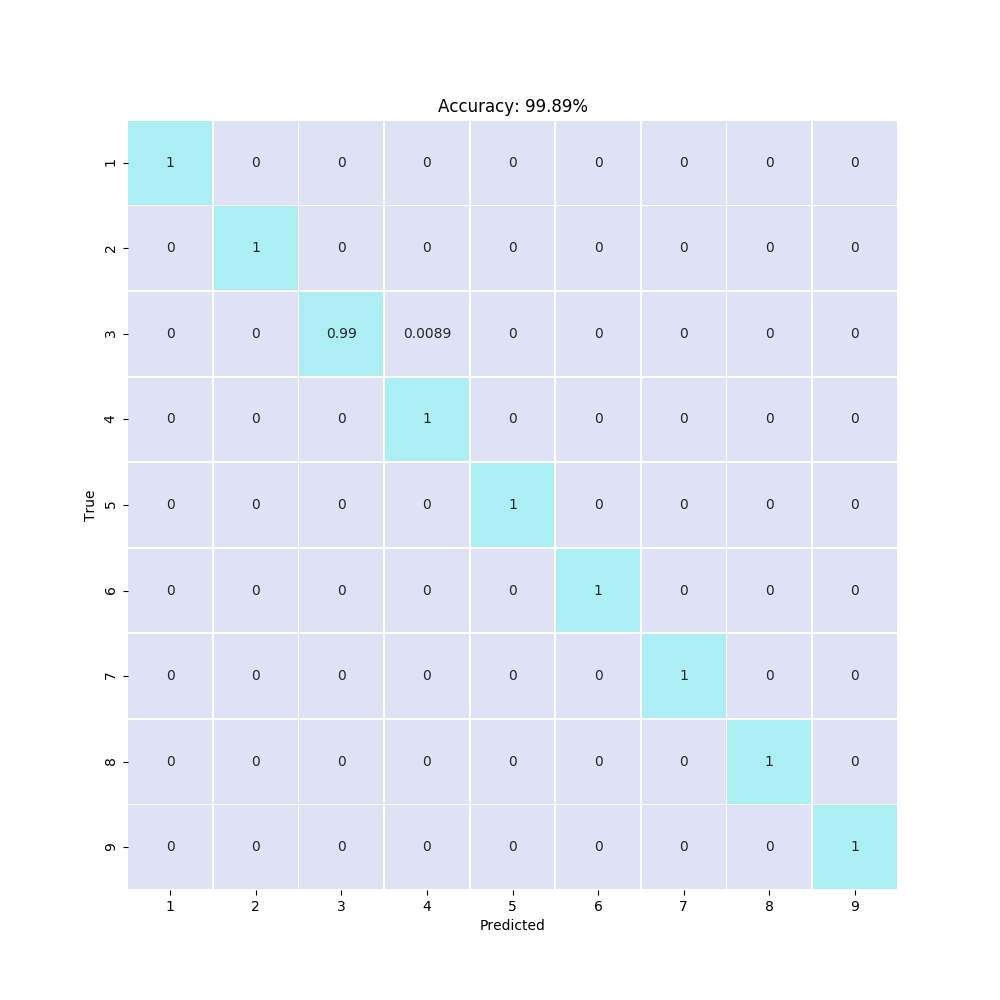 Accuracy: 99.89%
1 1 0 0 0 0 0 0 0 0
2 0 1 0 0 0 0 0 0 0
3 0 0 0.99 0.0089 0 0 0 0 0
4 0 0 0 1 0 0 0 0 0
5 0 0 0 0 1 0 0 0 0
True
6 0 0 0 0 0 1 0 0 0
7 0 0 0 0 0 0 1 0 0
8 0 0 0 0 0 0 0 1 0
9 0 0 0 0 0 0 0 0 1
1 2 3 4 5 6 7 8 9
Predicted